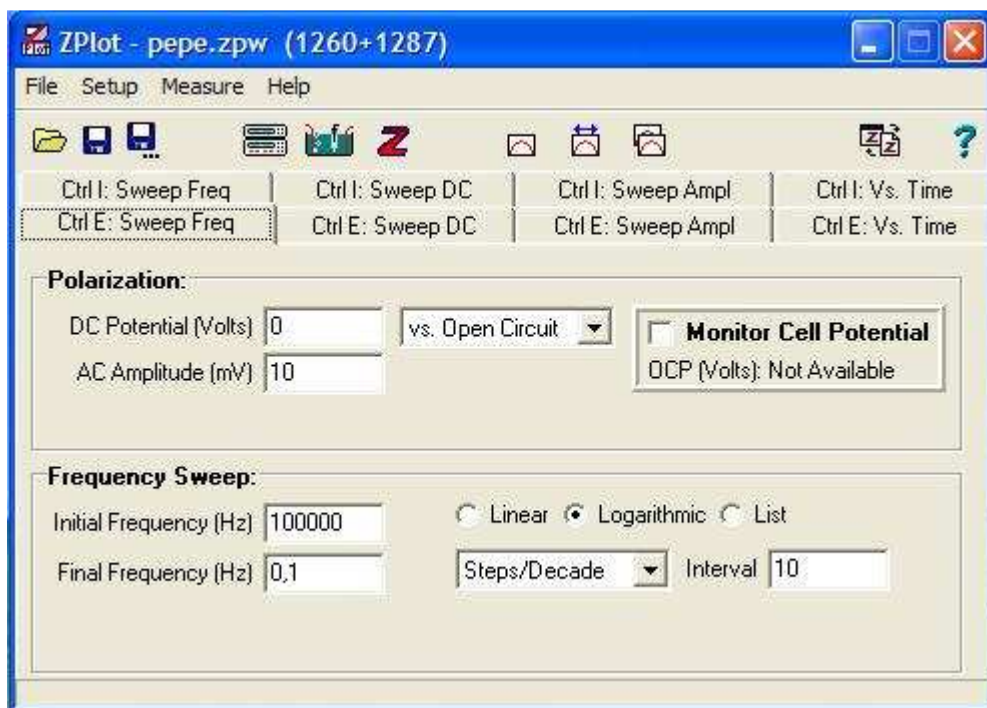 ZPlot - pepe.zpw (1260+1287)
File Setup Measure Help
Ctrl I: Sweep Freq Ctrl I: Sweep DC Ctrl I: Sweep Ampl Ctrl I: Vs. Time
Ctrl E: Sweep Freq Ctrl E: Sweep DC Ctrl E: Sweep Ampl Ctrl E: Vs. Time
Polarization:
DC Potential (Volts) 0 vs. Open Circuit Monitor Cell Potential
AC Amplitude (mV) 10 OCP (Volts): Not Available
Frequency Sweep:
Initial Frequency (Hz) 100000 Linear Logarithmic List
Final Frequency (Hz) 0,1 Steps/Decade Interval 10